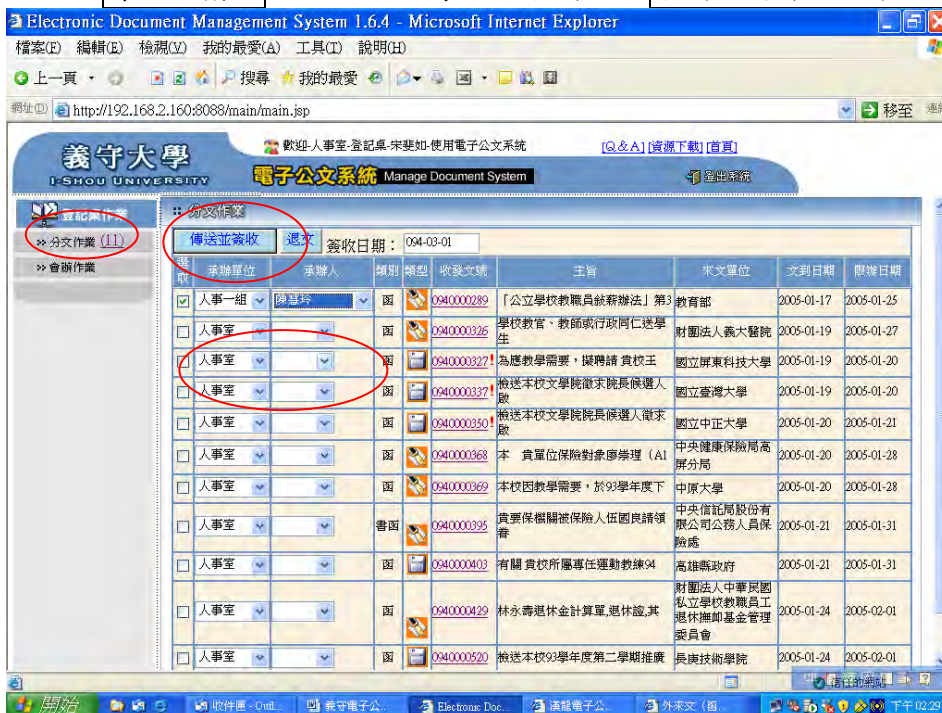 Electronic Document Management System 1.6.4 - Microsoft Internet Explorer
檔案(F) 編輯(E) 檢視(V) 我的最愛(A) 工具(T) 說明(H)
上一頁 搜尋 我的最愛
網址(D) http://192.168.2.160:8088/main/main.jsp 移至 連結
義守大學
I-SHOU UNIVERSITY
歡迎-人事室-登記桌-宋斐如-使用電子公文系統 [Q&A] [資源下載] [首頁]
電子公文系統 Manage Document System 登出系統
登記桌作業
分文作業 (11)
會辦作業
分文作業
傳送並簽收 退文 簽收日期： 094-03-01
選取 承辦單位 承辦人 類別 類型 收發文號 主旨 來文單位 文到日期 限辦日期
人事一組 陳慧玲 函 0940000289 「公立學校教職員敘薪辦法」第3 教育部 2005-01-17 2005-01-25
人事室 函 0940000326 學校教官、教師或行政同仁送學生 財團法人義大醫院 2005-01-19 2005-01-27
人事室 函 0940000327! 為應教學需要，擬聘請 貴校王 國立屏東科技大學 2005-01-19 2005-01-20
人事室 函 0940000337! 檢送本校文學院徵求院長候選人啟 國立臺灣大學 2005-01-19 2005-01-20
人事室 函 0940000350! 檢送本校文學院院長候選人徵求啟 國立中正大學 2005-01-20 2005-01-21
人事室 函 0940000368 本 貴單位保險對象廖崇理（A1 中央健康保險局高屏分局 2005-01-20 2005-01-28
人事室 函 0940000369 本校因教學需要，於93學年度下 中原大學 2005-01-20 2005-01-28
人事室 書函 0940000395 貴要保機關被保險人伍國良請領養 中央信託局股份有限公司公務人員保險處 2005-01-21 2005-01-31
人事室 函 0940000403 有關 貴校所屬專任運動教練94 高雄縣政府 2005-01-21 2005-01-31
人事室 函 0940000429 林永壽退休金計算單,退休證,其 財團法人中華民國私立學校教職員工退休撫卹基金管理委員會 2005-01-24 2005-02-01
人事室 函 0940000520 檢送本校93學年度第二學期推廣 長庚技術學院 2005-01-24 2005-02-01
信任的網站
開始 收件匣 - Outl... 義守電子公... Electronic Doc... 漢龍電子公... 外來文（函... 下午 02:29